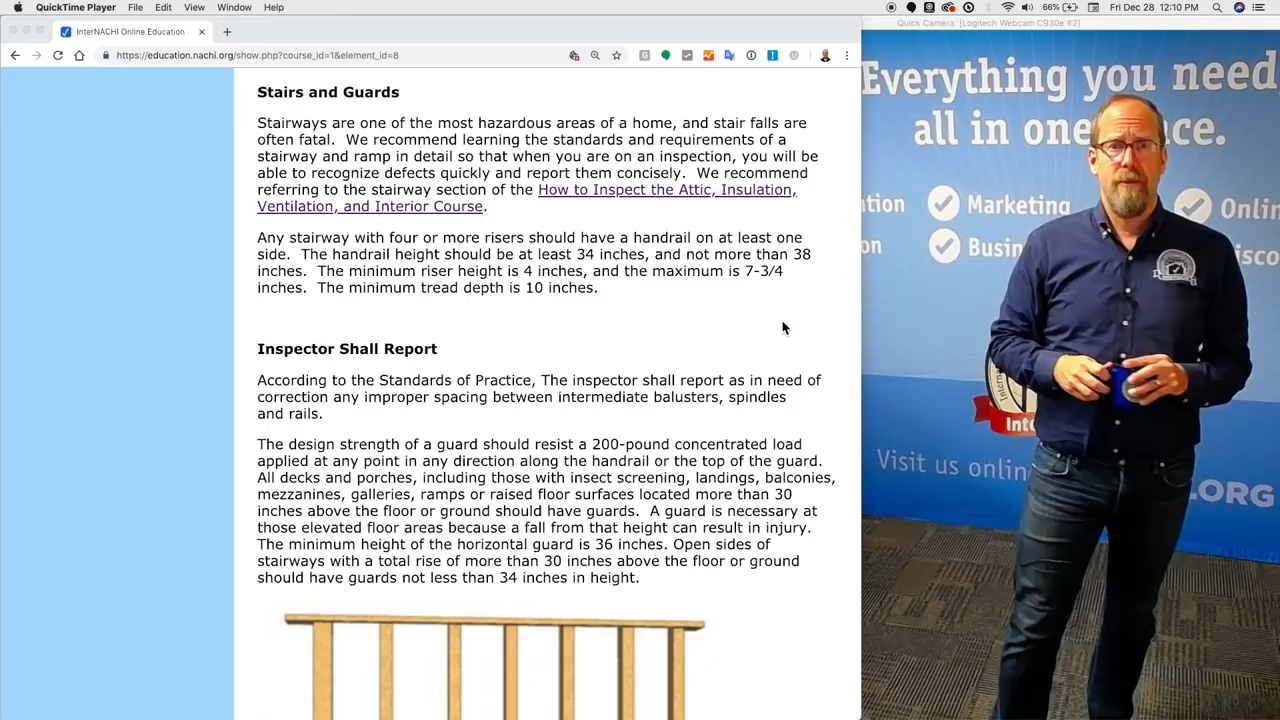 QuickTime Player File Edit View Window Help
66% Fri Dec 28 12:10 PM
Quick Camera: [Logitech Webcam C930e #2]
InterNACHI Online Education
https://education.nachi.org/show.php?course_id=1&element_id=8
Stairs and Guards
Stairways are one of the most hazardous areas of a home, and stair falls are
often fatal. We recommend learning the standards and requirements of a
stairway and ramp in detail so that when you are on an inspection, you will be
able to recognize defects quickly and report them concisely. We recommend
referring to the stairway section of the How to Inspect the Attic, Insulation,
Ventilation, and Interior Course.
Any stairway with four or more risers should have a handrail on at least one
side. The handrail height should be at least 34 inches, and not more than 38
inches. The minimum riser height is 4 inches, and the maximum is 7-3/4
inches. The minimum tread depth is 10 inches.
Inspector Shall Report
According to the Standards of Practice, The inspector shall report as in need of
correction any improper spacing between intermediate balusters, spindles
and rails.
The design strength of a guard should resist a 200-pound concentrated load
applied at any point in any direction along the handrail or the top of the guard.
All decks and porches, including those with insect screening, landings, balconies,
mezzanines, galleries, ramps or raised floor surfaces located more than 30
inches above the floor or ground should have guards. A guard is necessary at
those elevated floor areas because a fall from that height can result in injury.
The minimum height of the horizontal guard is 36 inches. Open sides of
stairways with a total rise of more than 30 inches above the floor or ground
should have guards not less than 34 inches in height.
Everything you need,
all in one
Marketing
Visit us
.ORG